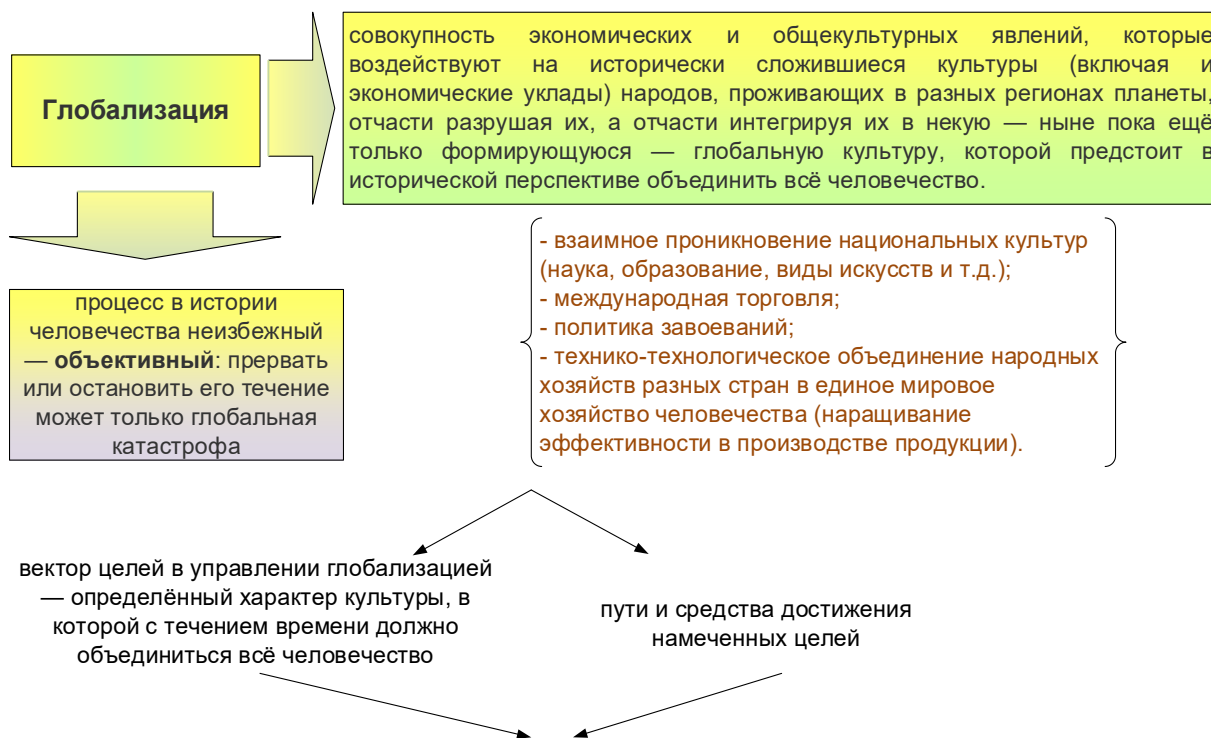 Глобализация
совокупность экономических и общекультурных явлений, которые
воздействуют на исторически сложившиеся культуры (включая и
экономические уклады) народов, проживающих в разных регионах планеты,
отчасти разрушая их, а отчасти интегрируя их в некую — ныне пока ещё
только формирующуюся — глобальную культуру, которой предстоит в
исторической перспективе объединить всё человечество.
- взаимное проникновение национальных культур
(наука, образование, виды искусств и т.д.);
- международная торговля;
- политика завоеваний;
- технико-технологическое объединение народных
хозяйств разных стран в единое мировое
хозяйство человечества (наращивание
эффективности в производстве продукции).
процесс в истории
человечества неизбежный
— объективный: прервать
или остановить его течение
может только глобальная
катастрофа
вектор целей в управлении глобализацией
— определённый характер культуры, в
которой с течением времени должно
объединиться всё человечество
пути и средства достижения
намеченных целей